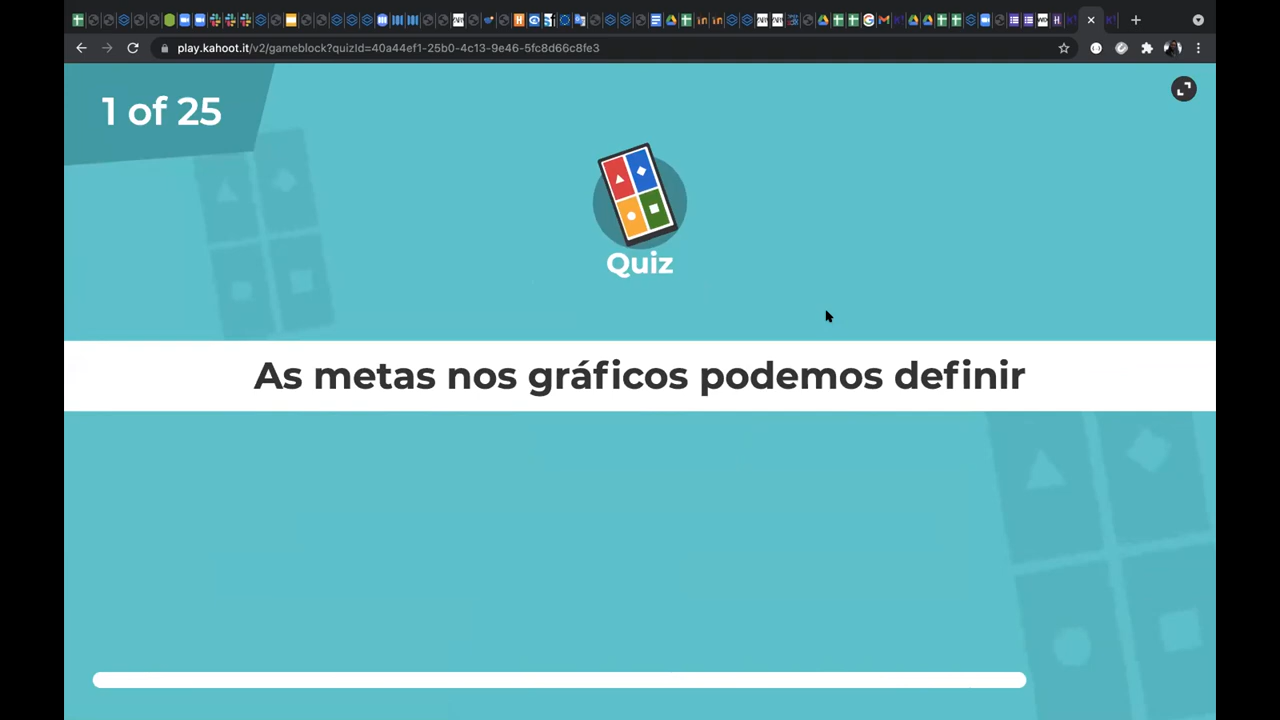 play.kahoot.it/v2/gameblock?quizId=40a44ef1-25b0-4c13-9e46-5fc8d66c8fe3
1 of 25
Quiz
As metas nos gráficos podemos definir